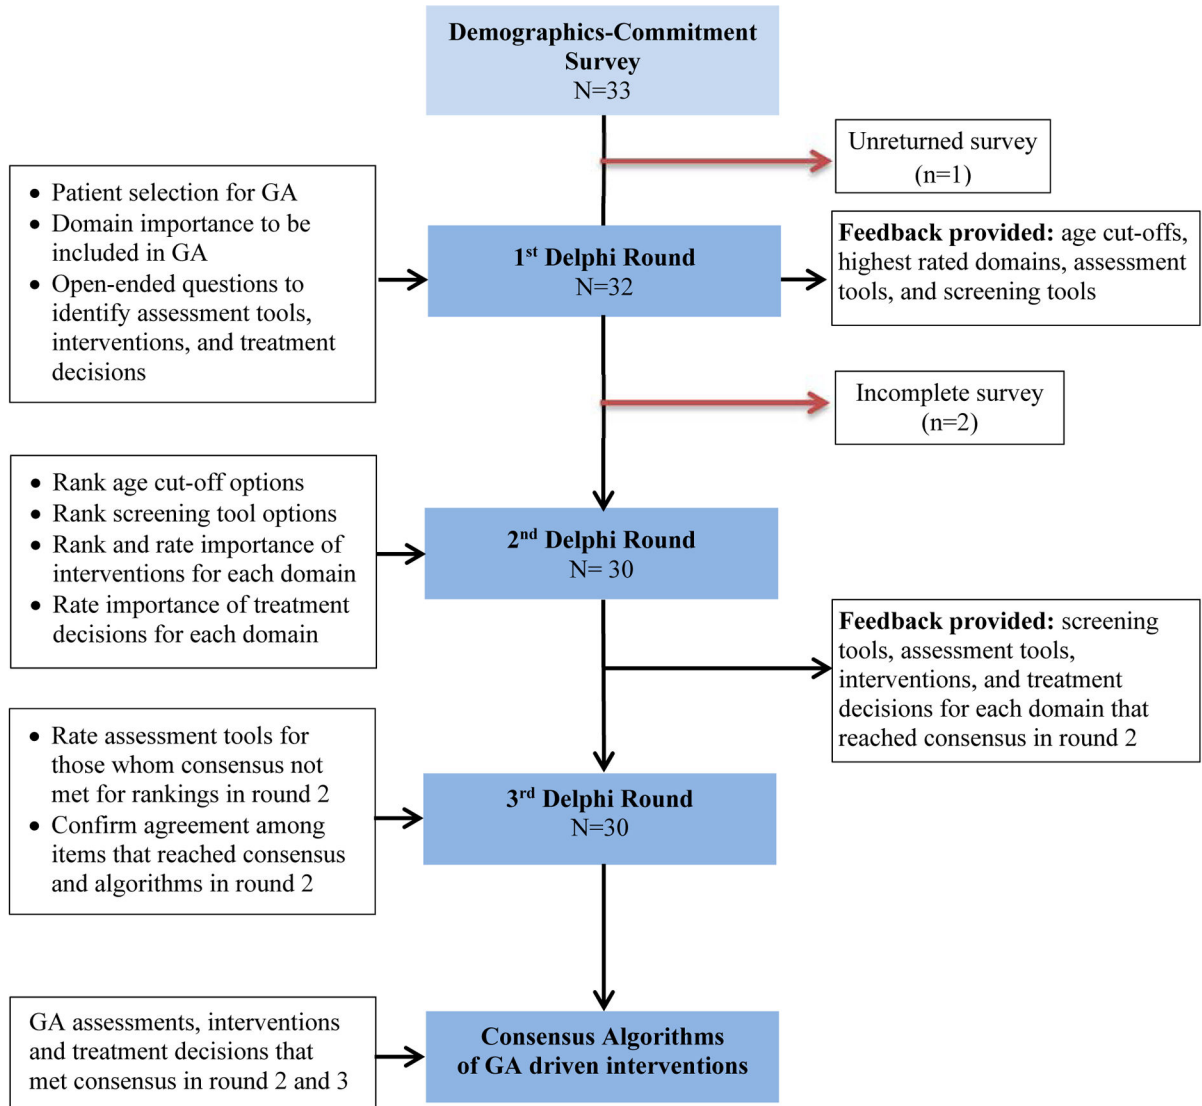 Demographics-Commitment
Survey
N=33
Unreturned survey
(n=1)
• Patient selection for GA
• Domain importance to be
included in GA
• Open-ended questions to
identify assessment tools,
interventions, and treatment
decisions
1st Delphi Round
N=32
Feedback provided: age cut-offs,
highest rated domains, assessment
tools, and screening tools
Incomplete survey
(n=2)
• Rank age cut-off options
• Rank screening tool options
• Rank and rate importance of
interventions for each domain
• Rate importance of treatment
decisions for each domain
2nd Delphi Round
N= 30
Feedback provided: screening
tools, assessment tools,
interventions, and treatment
decisions for each domain that
reached consensus in round 2
• Rate assessment tools for
those whom consensus not
met for rankings in round 2
• Confirm agreement among
items that reached consensus
and algorithms in round 2
3rd Delphi Round
N=30
GA assessments, interventions
and treatment decisions that
met consensus in round 2 and 3
Consensus Algorithms
of GA driven interventions